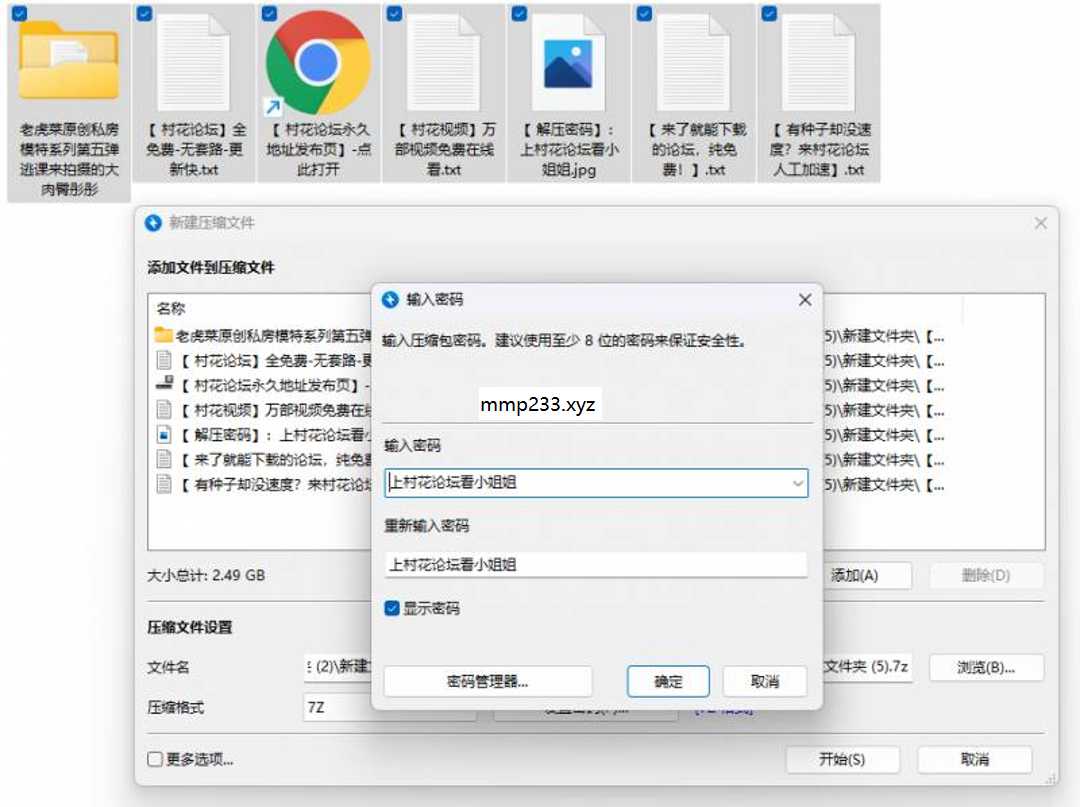 老虎菜原创私房
模特系列第五弹
逃课来拍摄的大
肉臀彤彤
【 村花论坛】全
免费-无套路-更
新快.txt
【 村花论坛永久
地址发布页】-点
此打开
【 村花视频】万
部视频免费在线
看.txt
【 解压密码】:
上村花论坛看小
姐姐.jpg
【 来了就能下载
的论坛，纯免
费！】.txt
【 有种子却没速
度？来村花论坛
人工加速】.txt
新建压缩文件
添加文件到压缩文件
名称
老虎菜原创私房模特系列第五弹
【 村花论坛】全免费-无套路-更
【 村花论坛永久地址发布页】-
【 村花视频】万部视频免费在线
【 解压密码】: 上村花论坛看小
【 来了就能下载的论坛，纯免费
【 有种子却没速度？来村花论坛
5)\新建文件夹\【...
5)\新建文件夹\【...
5)\新建文件夹\【...
5)\新建文件夹\【...
5)\新建文件夹\【...
5)\新建文件夹\【...
5)\新建文件夹\【...
大小总计: 2.49 GB
添加(A)
删除(D)
压缩文件设置
文件名
(2)\新建
文件夹 (5).7z
浏览(B)...
压缩格式
7Z
更多选项...
开始(S)
取消
输入密码
输入压缩包密码。建议使用至少 8 位的密码来保证安全性。
mmp233.xyz
输入密码
上村花论坛看小姐姐
重新输入密码
上村花论坛看小姐姐
显示密码
密码管理器...
确定
取消